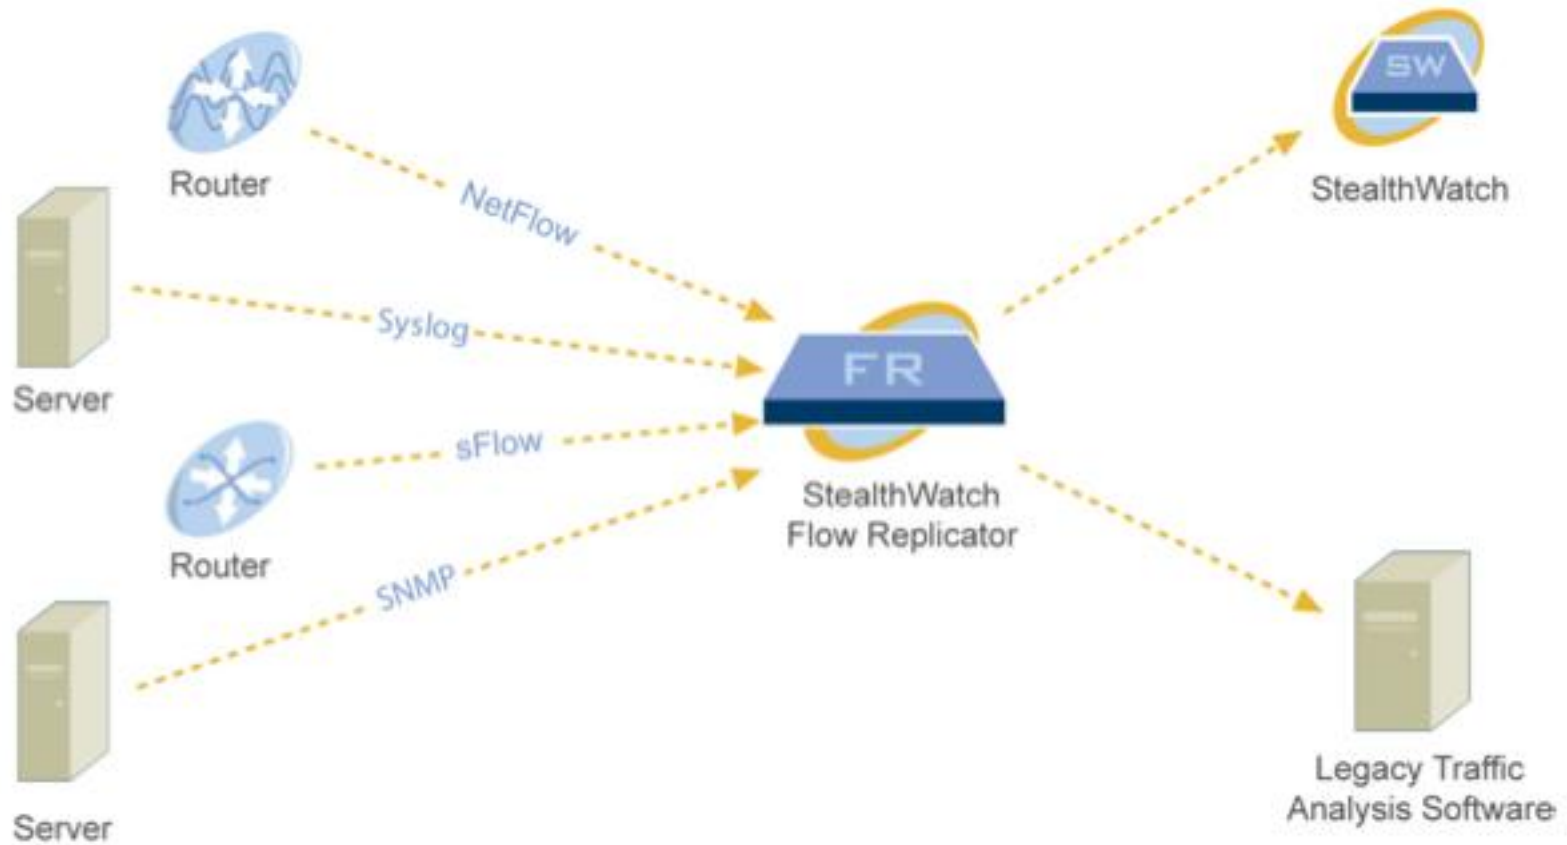 SW
Router
StealthWatch
NetFlow
Syslog
Server
FR
sFlow
StealthWatch
Flow Replicator
Router
SNMP
Legacy Traffic
Analysis Software
Server